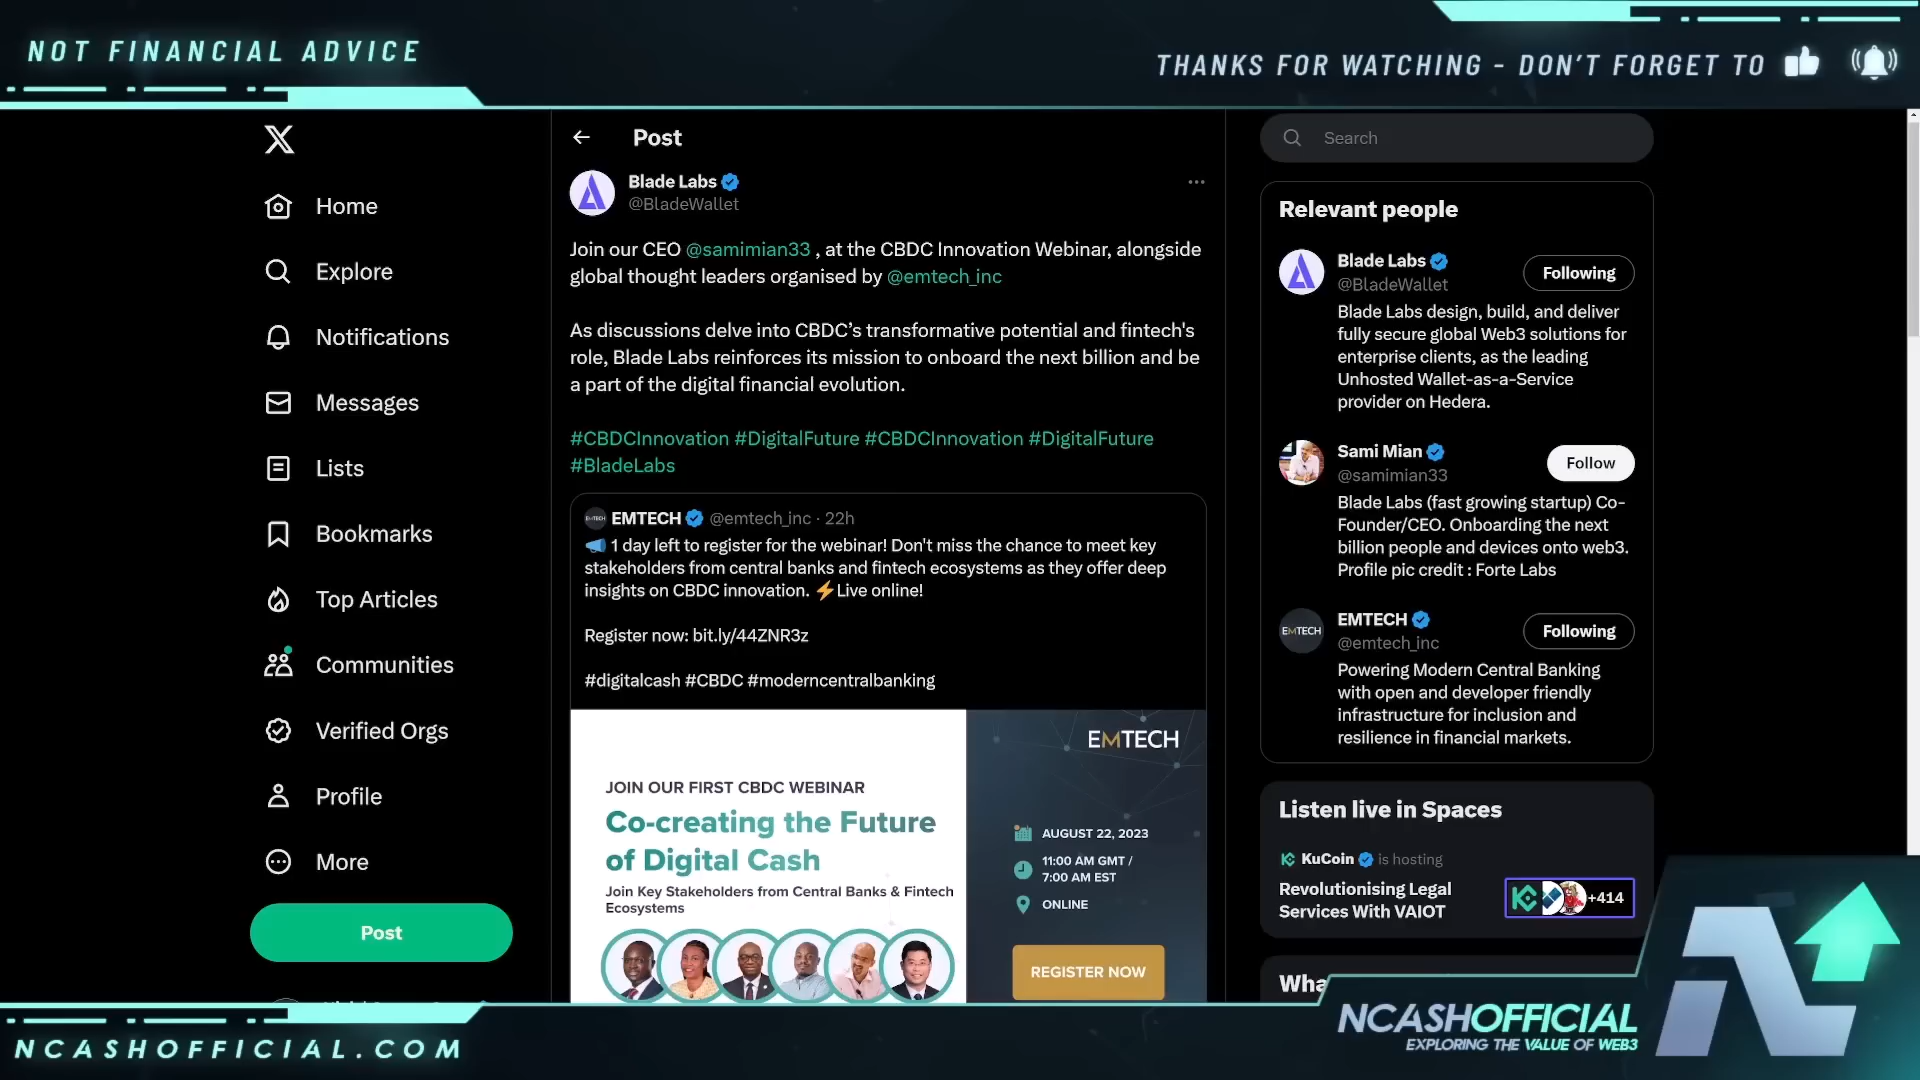 NOT FINANCIAL ADVICE
THANKS FOR WATCHING - DON'T FORGET TO
Home
Explore
Notifications
Messages
Lists
Bookmarks
Top Articles
Communities
Verified Orgs
Profile
More
Post
Post
Blade Labs
@BladeWallet
Join our CEO @samimian33 , at the CBDC Innovation Webinar, alongside
global thought leaders organised by @emtech_inc
As discussions delve into CBDC’s transformative potential and fintech's
role, Blade Labs reinforces its mission to onboard the next billion and be
a part of the digital financial evolution.
#CBDCInnovation #DigitalFuture #CBDCInnovation #DigitalFuture
#BladeLabs
EMTECH @emtech_inc · 22h
1 day left to register for the webinar! Don't miss the chance to meet key
stakeholders from central banks and fintech ecosystems as they offer deep
insights on CBDC innovation. ⚡Live online!
Register now: bit.ly/44ZNR3z
#digitalcash #CBDC #moderncentralbanking
EMTECH
JOIN OUR FIRST CBDC WEBINAR
Co-creating the Future
of Digital Cash
Join Key Stakeholders from Central Banks & Fintech
Ecosystems
AUGUST 22, 2023
11:00 AM GMT /
7:00 AM EST
ONLINE
REGISTER NOW
Search
Relevant people
Blade Labs
@BladeWallet
Following
Blade Labs design, build, and deliver
fully secure global Web3 solutions for
enterprise clients, as the leading
Unhosted Wallet-as-a-Service
provider on Hedera.
Sami Mian
@samimian33
Follow
Blade Labs (fast growing startup) Co-
Founder/CEO. Onboarding the next
billion people and devices onto web3.
Profile pic credit : Forte Labs
EMTECH
EMTECH
@emtech_inc
Following
Powering Modern Central Banking
with open and developer friendly
infrastructure for inclusion and
resilience in financial markets.
Listen live in Spaces
KuCoin is hosting
Revolutionising Legal
Services With VAIOT
+414
Wha
NCASHOFFICIAL.COM
NCASHOFFICIAL
EXPLORING THE VALUE OF WEB3